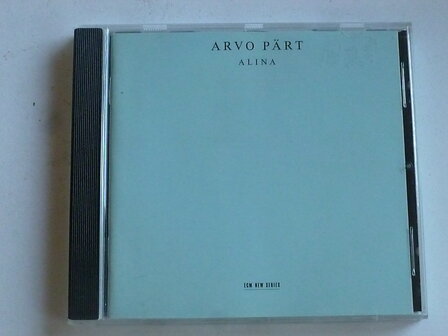 ARVO PÄRT
ALINA
ECM NEW SERIES